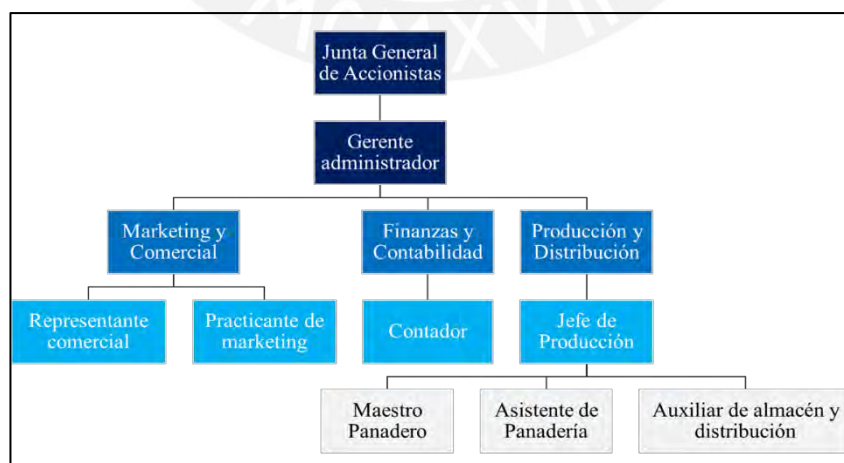 MCMXVII
Junta General
de Accionistas
Gerente
administrador
Marketing y
Comercial
Finanzas y
Contabilidad
Producción y
Distribución
Representante
comercial
Practicante de
marketing
Contador
Jefe de
Producción
Maestro
Panadero
Asistente de
Panadería
Auxiliar de almacén y
distribución